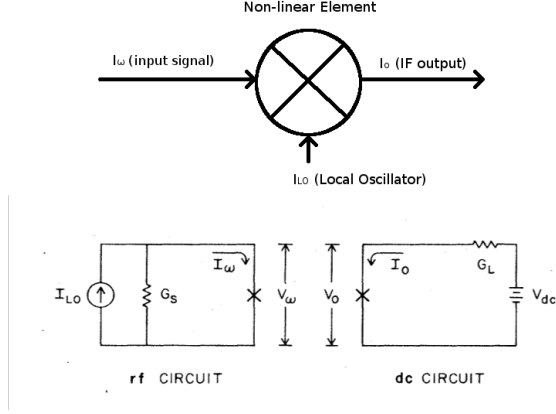 Non-linear Element
Iω (input signal)
Io (IF output)
ILO (Local Oscillator)
ILO GS Iω Vω Vo Io GL Vdc
rf CIRCUIT dc CIRCUIT